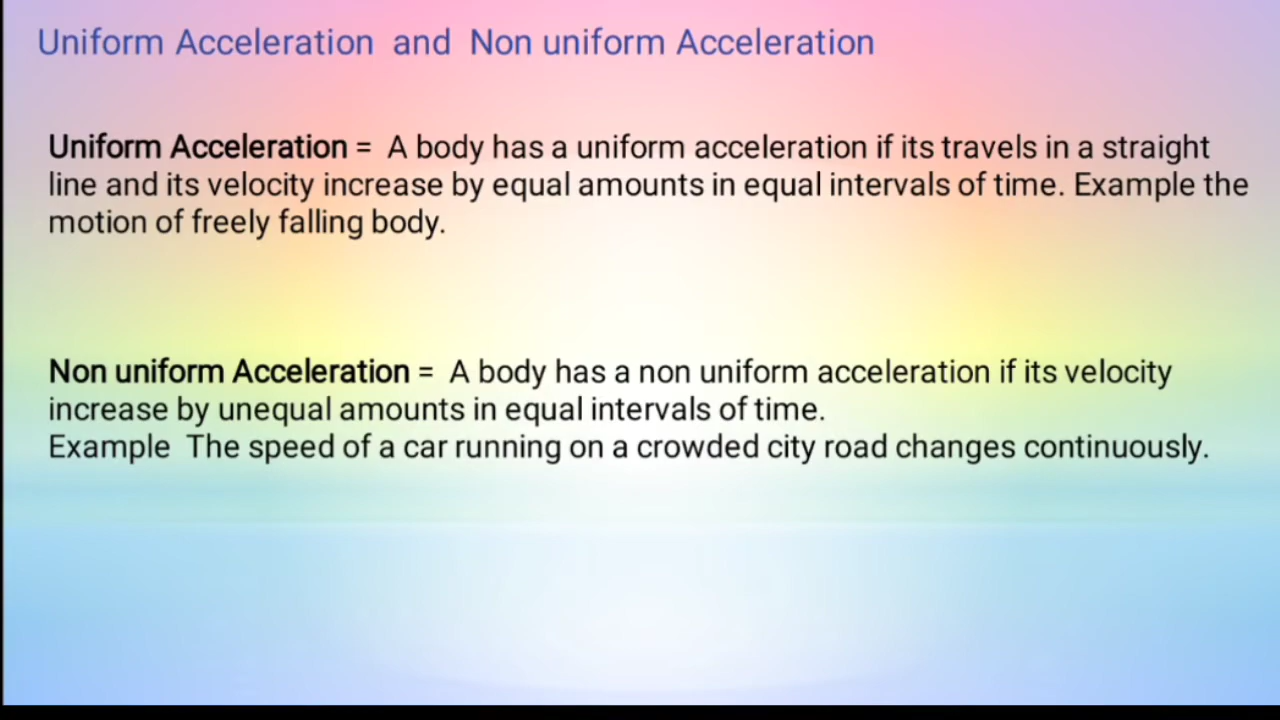 Uniform Acceleration and Non uniform Acceleration
Uniform Acceleration = A body has a uniform acceleration if its travels in a straight
line and its velocity increase by equal amounts in equal intervals of time. Example the
motion of freely falling body.
Non uniform Acceleration = A body has a non uniform acceleration if its velocity
increase by unequal amounts in equal intervals of time.
Example The speed of a car running on a crowded city road changes continuously.